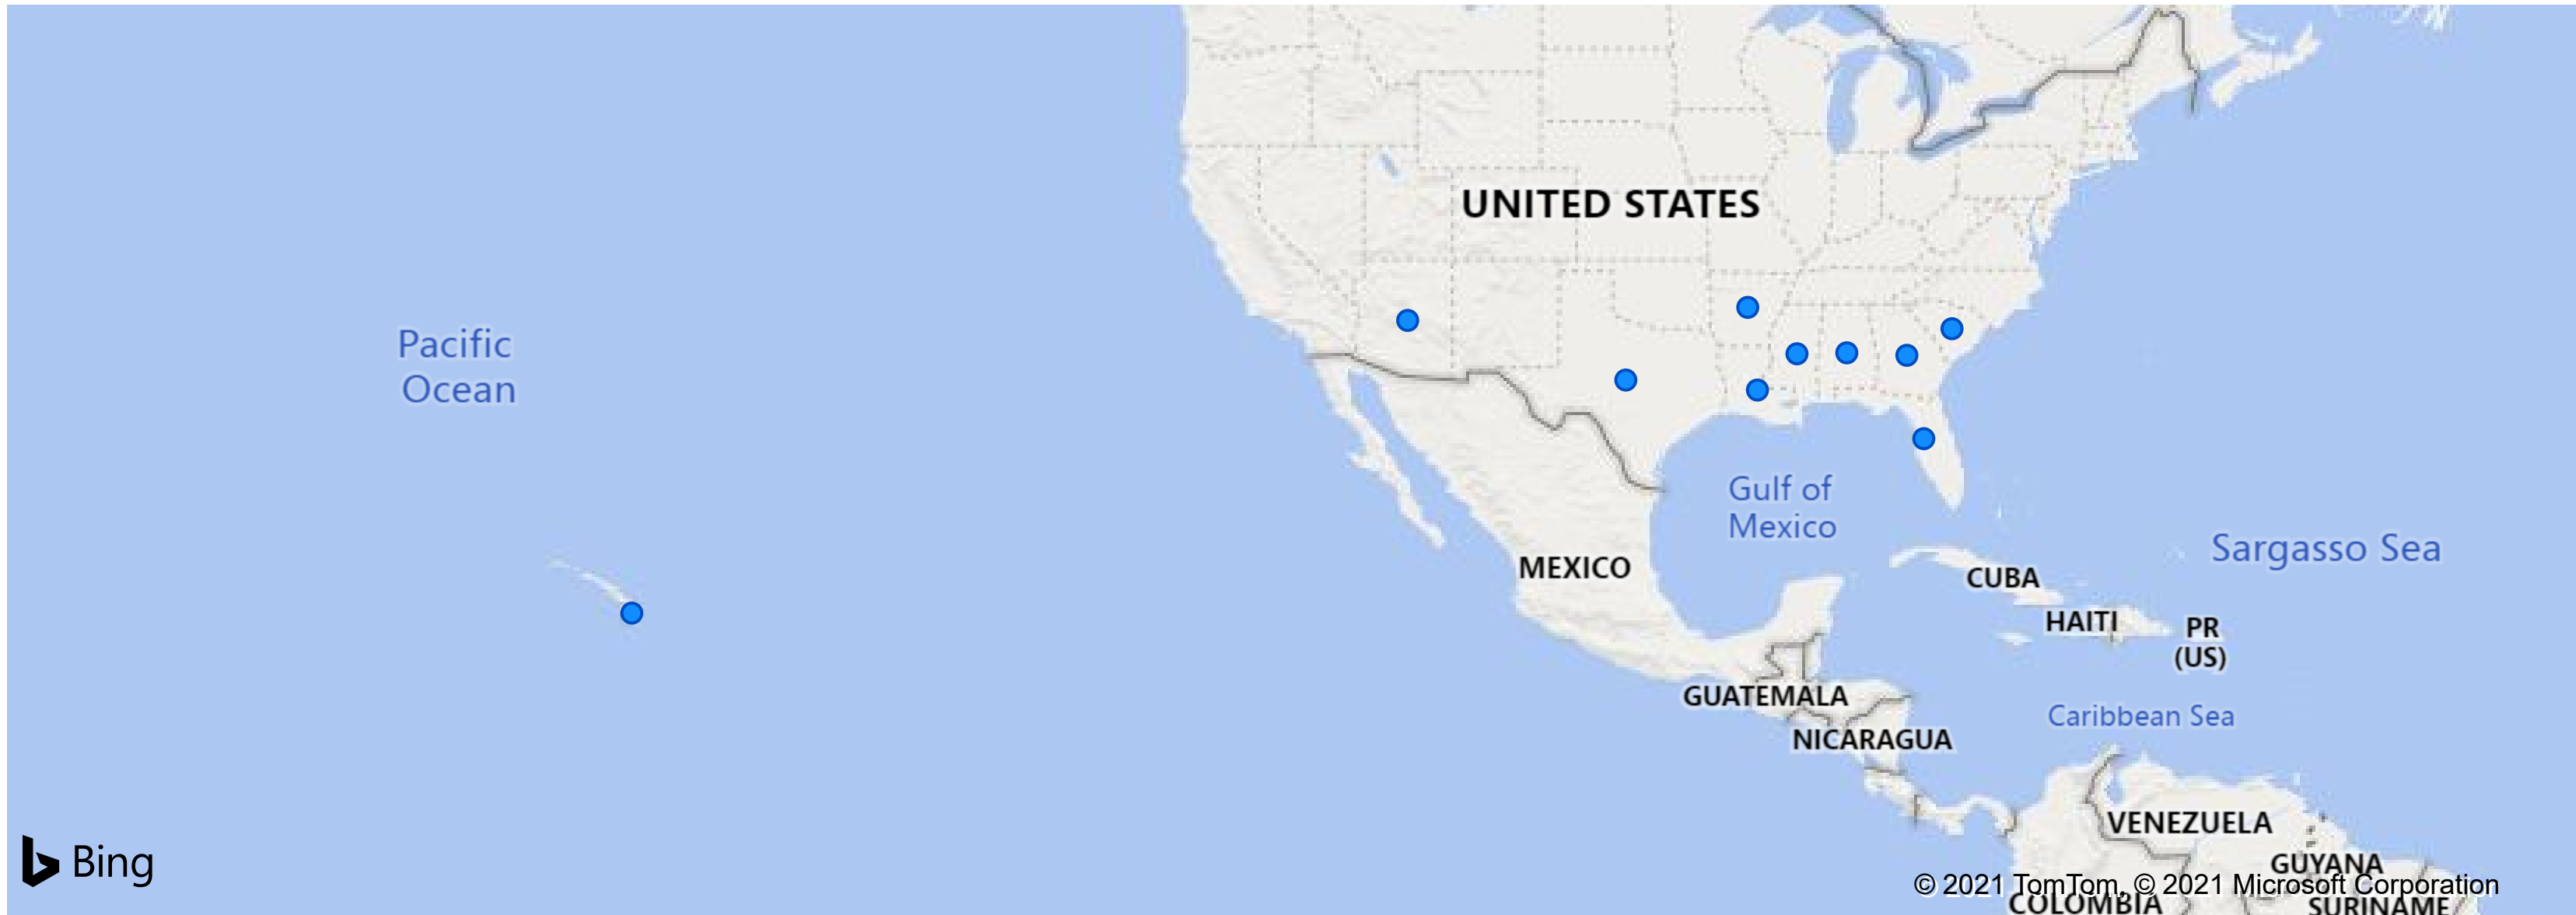 UNITED STATES
Pacific
Ocean
Gulf of
Mexico
Sargasso Sea
MEXICO
CUBA
HAITI
PR
(US)
GUATEMALA
Caribbean Sea
NICARAGUA
VENEZUELA
Bing
GUYANA
© 2021 TomTom, © 2021 Microsoft Corporation
COLOMBIA
SURINAME